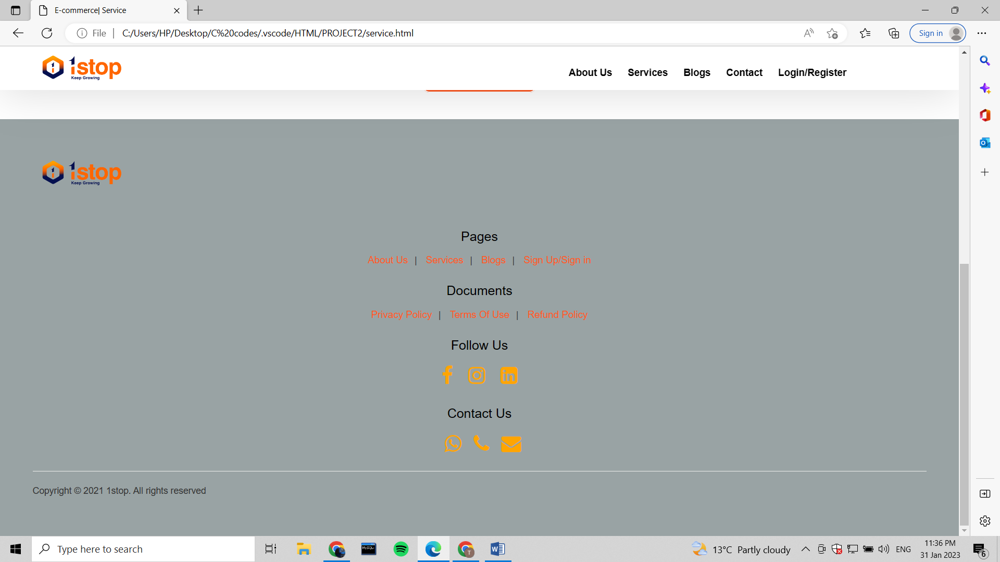 E-commerce| Service
File | C:/Users/HP/Desktop/C%20codes/.vscode/HTML/PROJECT2/service.html
Sign in
1stop
Keep Growing
About Us Services Blogs Contact Login/Register
1stop
Keep Growing
Pages
About Us | Services | Blogs | Sign Up/Sign in
Documents
Privacy Policy | Terms Of Use | Refund Policy
Follow Us
Contact Us
Copyright © 2021 1stop. All rights reserved
Type here to search
MySQL
13°C Partly cloudy
ENG
11:36 PM
31 Jan 2023
6